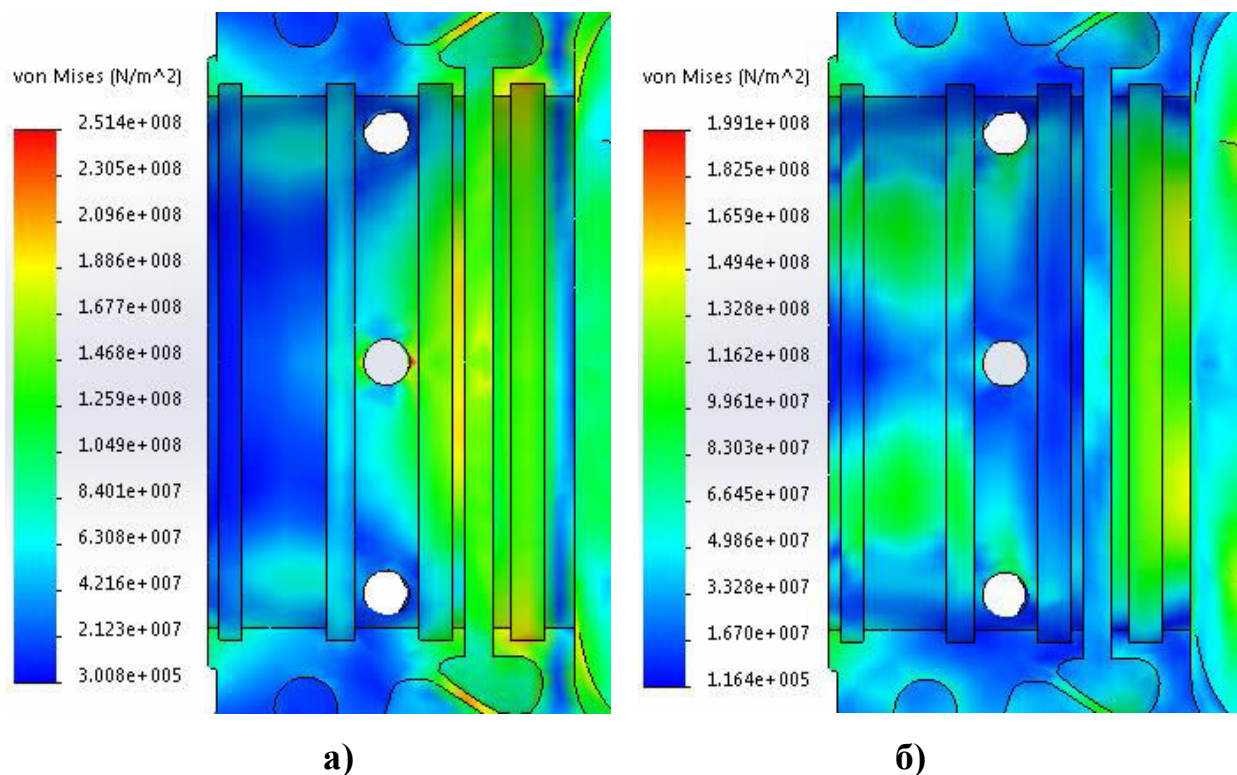 von Mises (N/m^2)
2.514e+008
2.305e+008
2.096e+008
1.886e+008
1.677e+008
1.468e+008
1.259e+008
1.049e+008
8.401e+007
6.308e+007
4.216e+007
2.123e+007
3.008e+005
von Mises (N/m^2)
1.991e+008
1.825e+008
1.659e+008
1.494e+008
1.328e+008
1.162e+008
9.961e+007
8.303e+007
6.645e+007
4.986e+007
3.328e+007
1.670e+007
1.164e+005
а)
б)